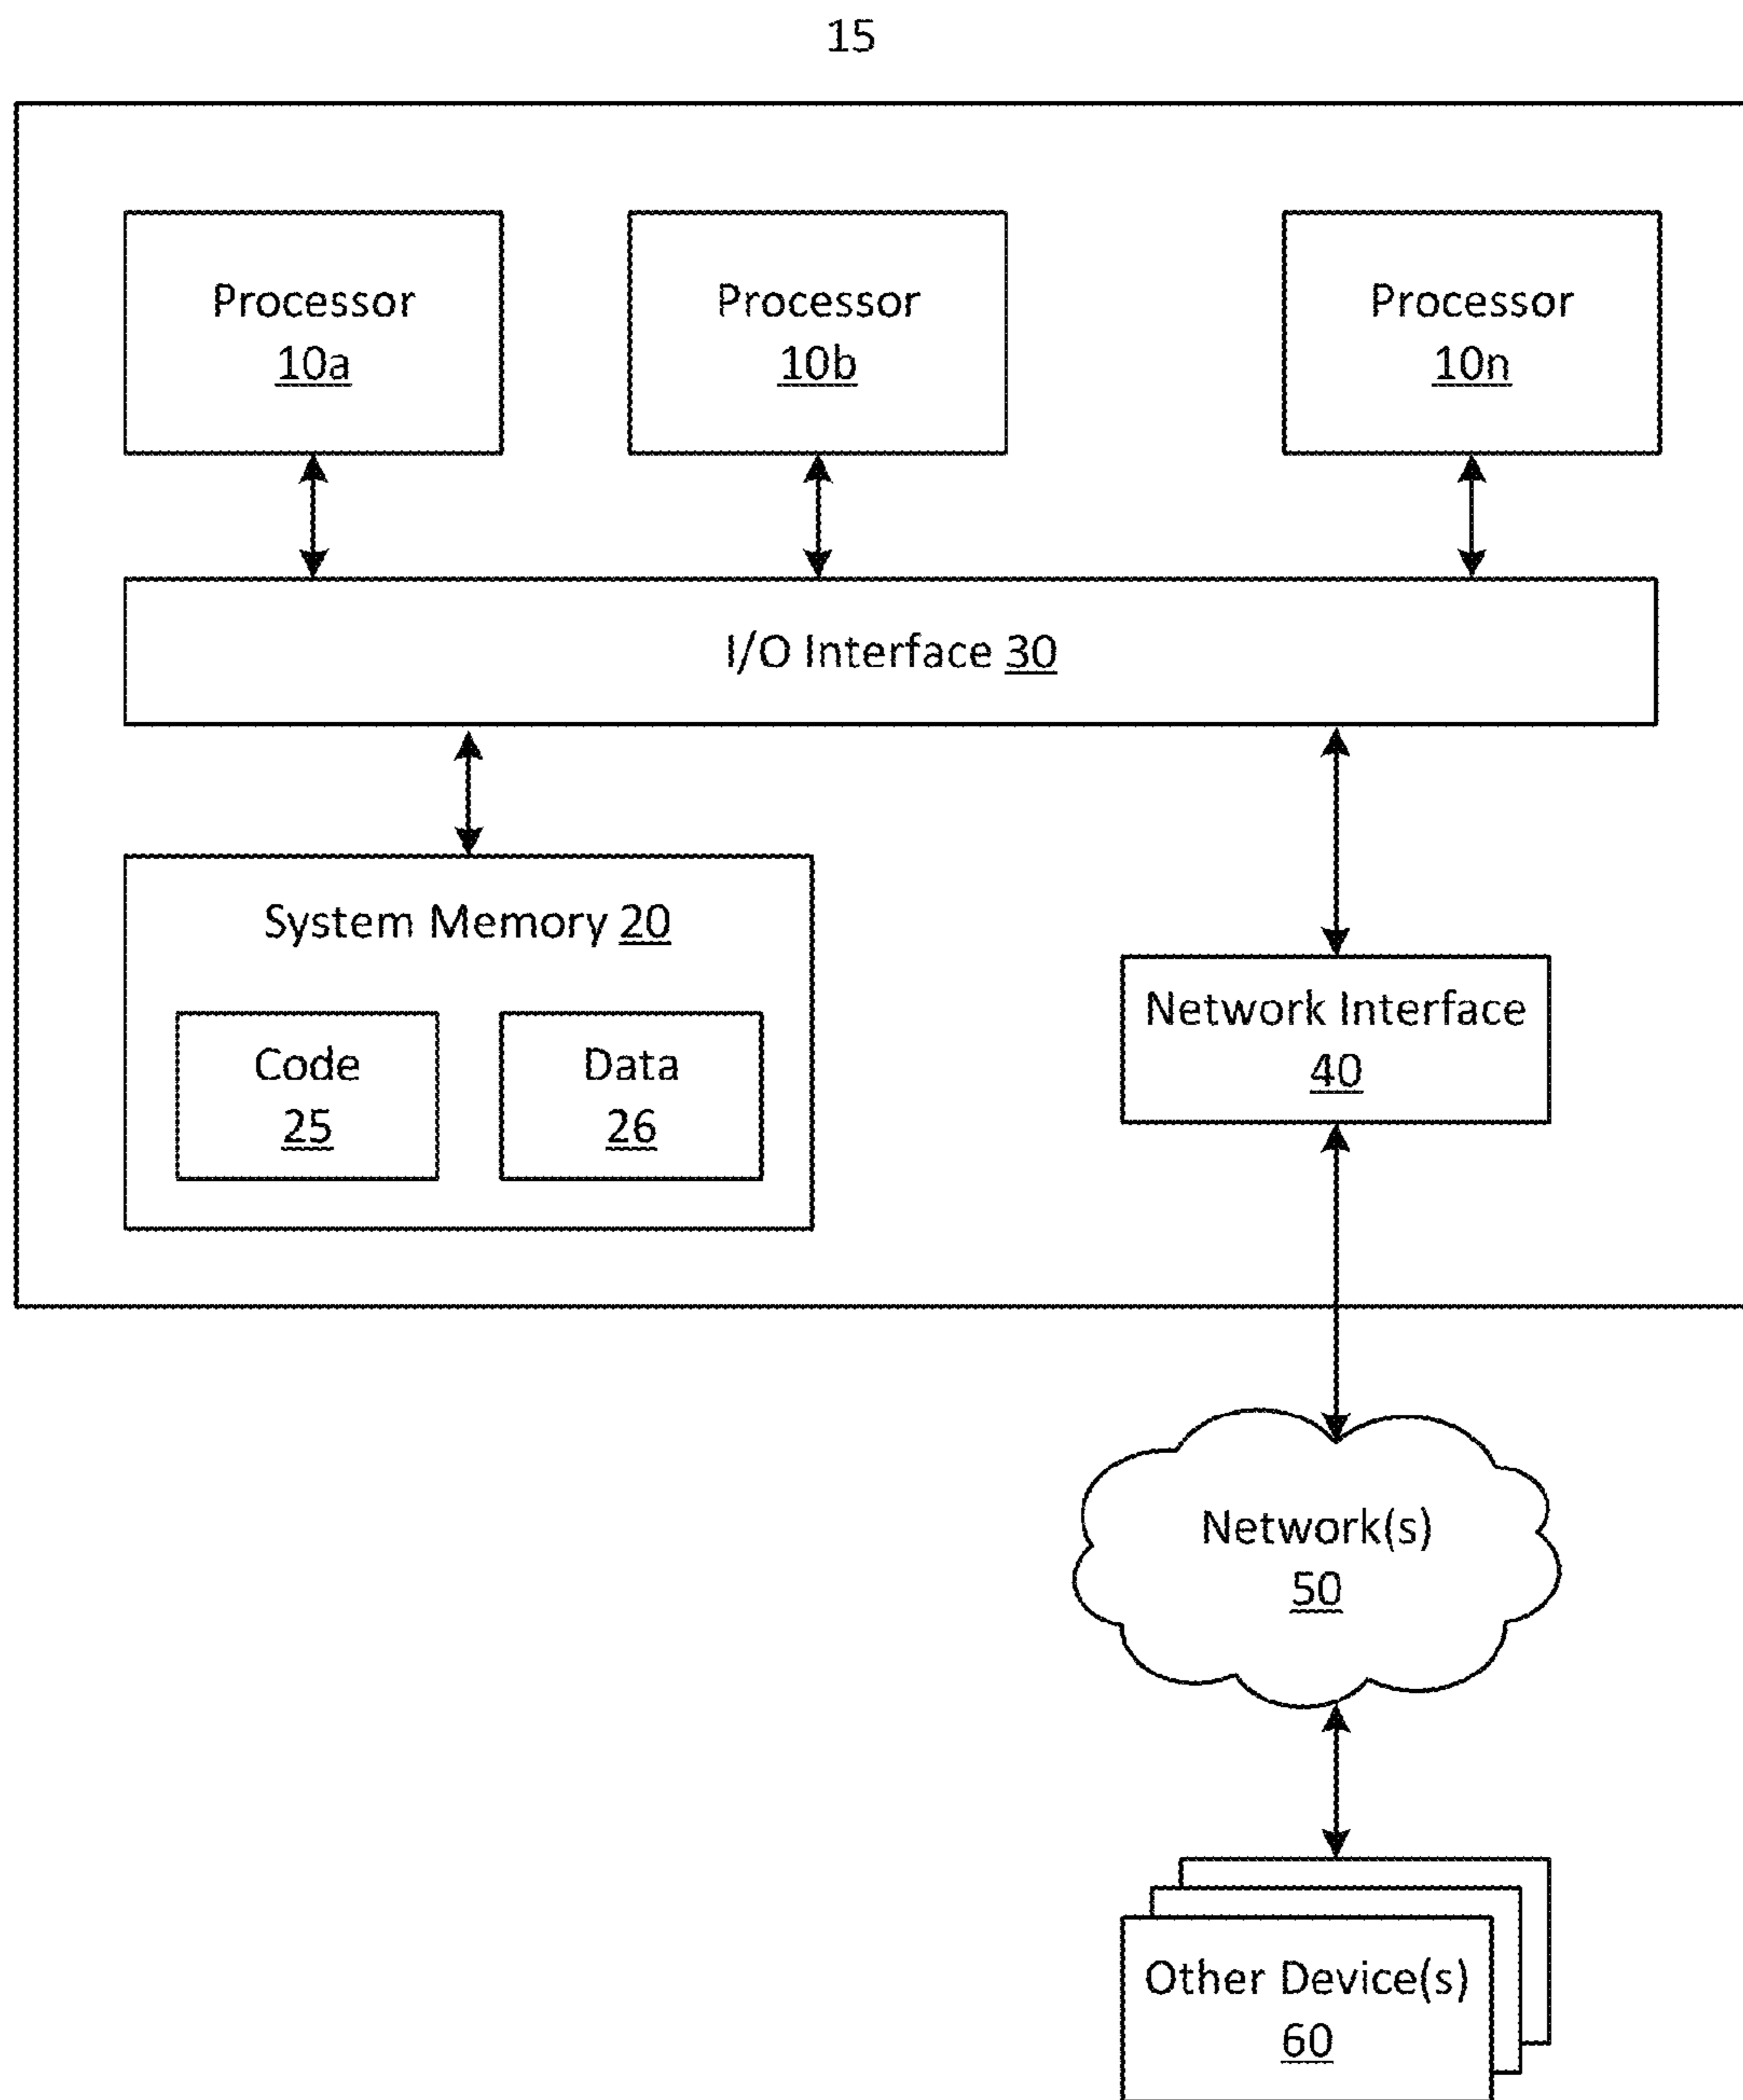 15
Processor
10a
Processor
10b
Processor
10n
I/O Interface 30
System Memory 20
Code
25
Data
26
Network Interface
40
Network(s)
50
Other Device(s)
60